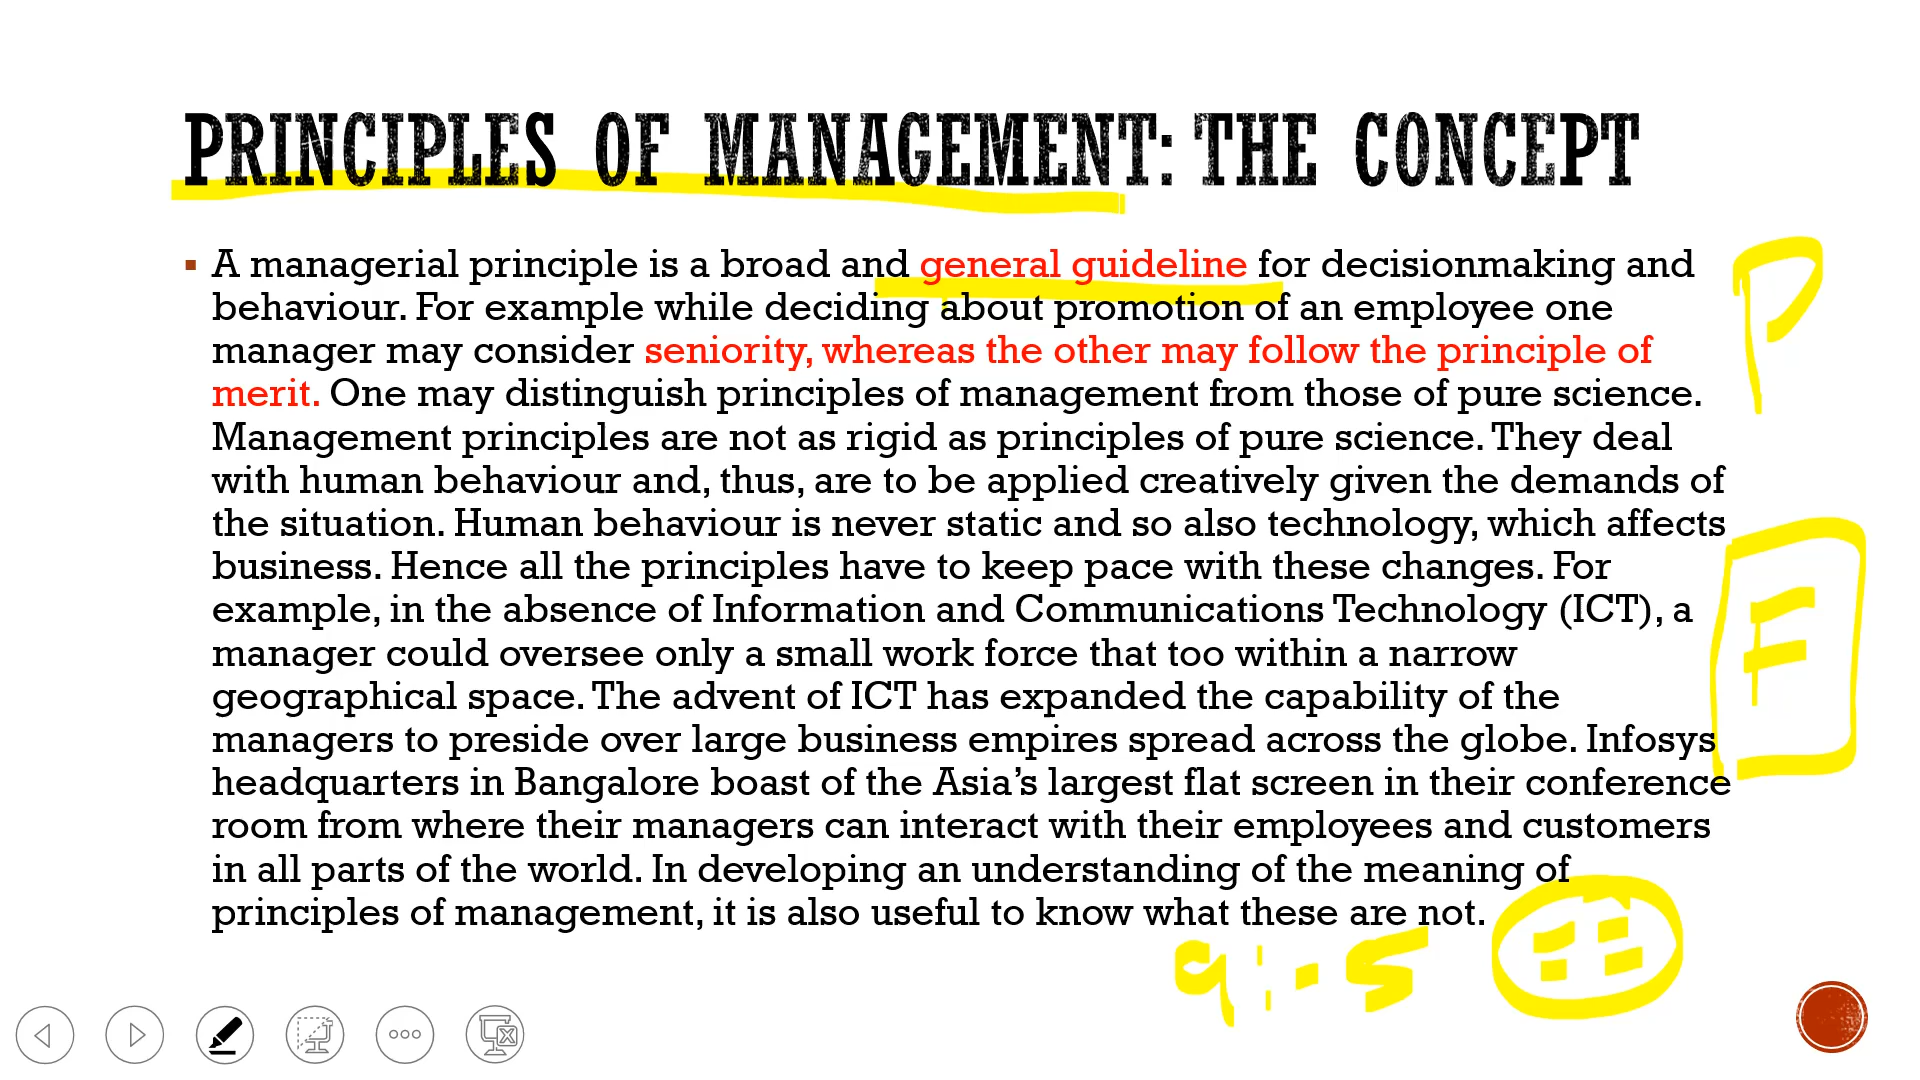 PRINCIPLES OF MANAGEMENT: THE CONCEPT
▪ A managerial principle is a broad and general guideline for decisionmaking and
behaviour. For example while deciding about promotion of an employee one
manager may consider seniority, whereas the other may follow the principle of
merit. One may distinguish principles of management from those of pure science.
Management principles are not as rigid as principles of pure science. They deal
with human behaviour and, thus, are to be applied creatively given the demands of
the situation. Human behaviour is never static and so also technology, which affects
business. Hence all the principles have to keep pace with these changes. For
example, in the absence of Information and Communications Technology (ICT), a
manager could oversee only a small work force that too within a narrow
geographical space. The advent of ICT has expanded the capability of the
managers to preside over large business empires spread across the globe. Infosys
headquarters in Bangalore boast of the Asia's largest flat screen in their conference
room from where their managers can interact with their employees and customers
in all parts of the world. In developing an understanding of the meaning of
principles of management, it is also useful to know what these are not.
P
F